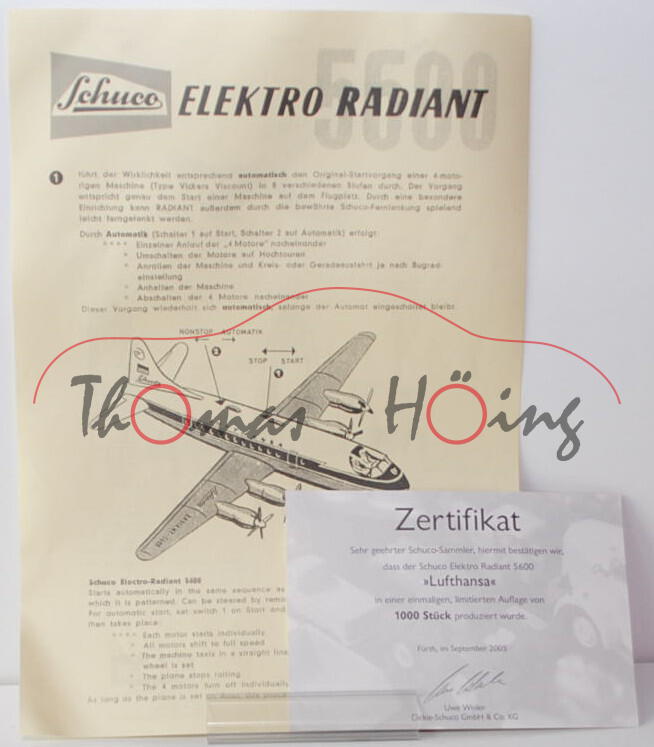 5600
Schuco ELEKTRO RADIANT
1 führt der Wirklichkeit entsprechend automatisch den Original-Startvorgang einer 4-moto-
rigen Maschine (Type Vickers Viscount) in 8 verschiedenen Stufen durch. Der Vorgang
entspricht genau dem Start einer Maschine auf dem Flugplatz. Durch eine besondere
Einrichtung kann RADIANT außerdem durch die bewährte Schuco-Fernlenkung spielend
leicht ferngelenkt werden.
Durch Automatik (Schalter 1 auf Start, Schalter 2 auf Automatik) erfolgt:
**** Einzelner Anlauf der „4 Motore" nacheinander
* Umschalten der Motore auf Hochtouren
* Anrollen der Maschine und Kreis- oder Geradeausfahrt je nach Bugrad-
einstellung
* Anhalten der Maschine
* Abschalten der 4 Motore nacheinander
Dieser Vorgang wiederholt sich automatisch, solange der Automat eingeschaltet bleibt.
NONSTOP AUTOMATIK
2
STOP START
1
Schuco
Thomas Höing
Schuco Electro-Radiant 5600
Starts automatically in the same sequence as
which it is patterned. Can be steered by remo
For automatic start, set switch 1 on Start and
then takes place:
**** Each motor starts individually
* All motors shift to full speed
* The machine taxis in a straight line
wheel is set
* The plane stops rolling
* The 4 motors turn off individually
As long as the plane is set on
Zertifikat
Sehr geehrter Schuco-Sammler, hiermit bestätigen wir,
dass der Schuco Elektro Radiant 5600
»Lufthansa«
in einer einmaligen, limitierten Auflage von
1000 Stück produziert wurde.
Fürth, im September 2005
Uwe Weiler
Dickie-Schuco GmbH & Co. KG